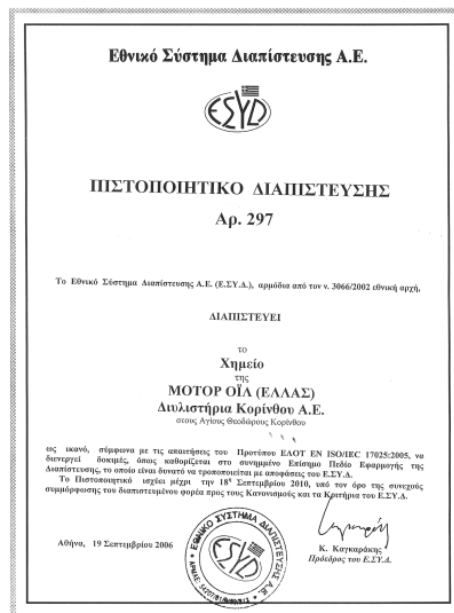 Εθνικό Σύστημα Διαπίστευσης Α.Ε.
ΕΣΥD
ΠΙΣΤΟΠΟΙΗΤΙΚΟ ΔΙΑΠΙΣΤΕΥΣΗΣ
Αρ. 297
Το Εθνικό Σύστημα Διαπίστευσης Α.Ε. (Ε.ΣΥ.Δ.), αρμόδια από τον ν. 3066/2002 εθνική αρχή,
ΔΙΑΠΙΣΤΕΥΕΙ
το
Χημείο
της
ΜΟΤΟΡ ΟΪΛ (ΕΛΛΑΣ)
Διυλιστήρια Κορίνθου Α.Ε.
στους Αγίους Θεοδώρους Κορίνθου
ως ικανό, σύμφωνα με τις απαιτήσεις του Προτύπου ΕΛΟΤ EN ISO/IEC 17025:2005, να
διενεργεί δοκιμές, όπως καθορίζεται στο συνημμένο Επίσημο Πεδίο Εφαρμογής της
Διαπίστευσης, το οποίο είναι δυνατό να τροποποιείται με αποφάσεις του Ε.ΣΥ.Δ.
Το Πιστοποιητικό ισχύει μέχρι την 18η Σεπτεμβρίου 2010, υπό τον όρο της συνεχούς
συμμόρφωσης του διαπιστευμένου φορέα προς τους Κανονισμούς και τα Κριτήρια του Ε.ΣΥ.Δ.
ΕΘΝΙΚΟ ΣΥΣΤΗΜΑ ΔΙΑΠΙΣΤΕΥΣΗΣ Α.Ε.
ΕΣΥD
Αθήνα, 19 Σεπτεμβρίου 2006
Κ. Καγκαράκης
Πρόεδρος του Ε.ΣΥ.Δ.